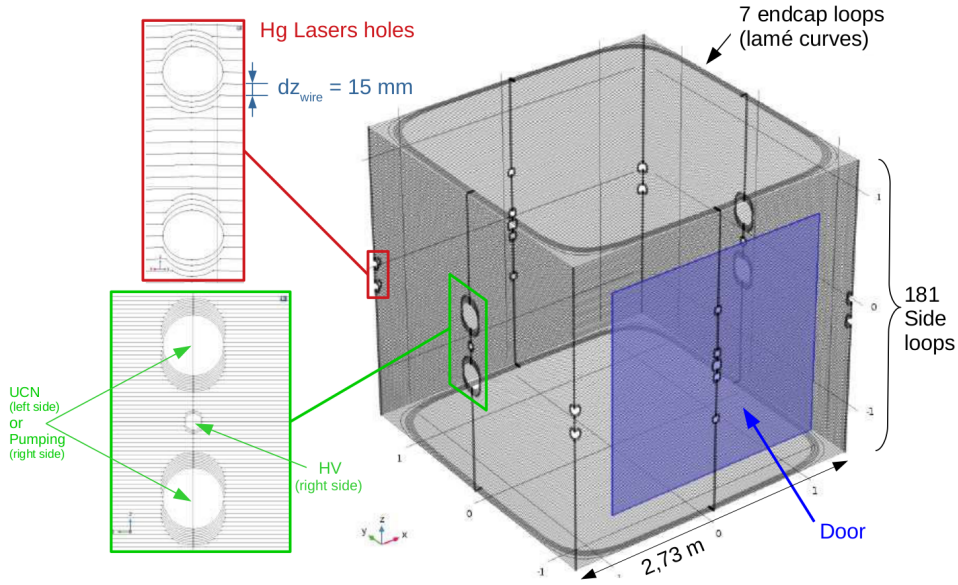 7 endcap loops
(lamé curves)
Hg Lasers holes
dz_wire = 15 mm
181
Side
loops
UCN
(left side)
or
Pumping
(right side)
HV
(right side)
Door
2,73 m
1
0
-1
1
0
-1
1
0
z
y
x